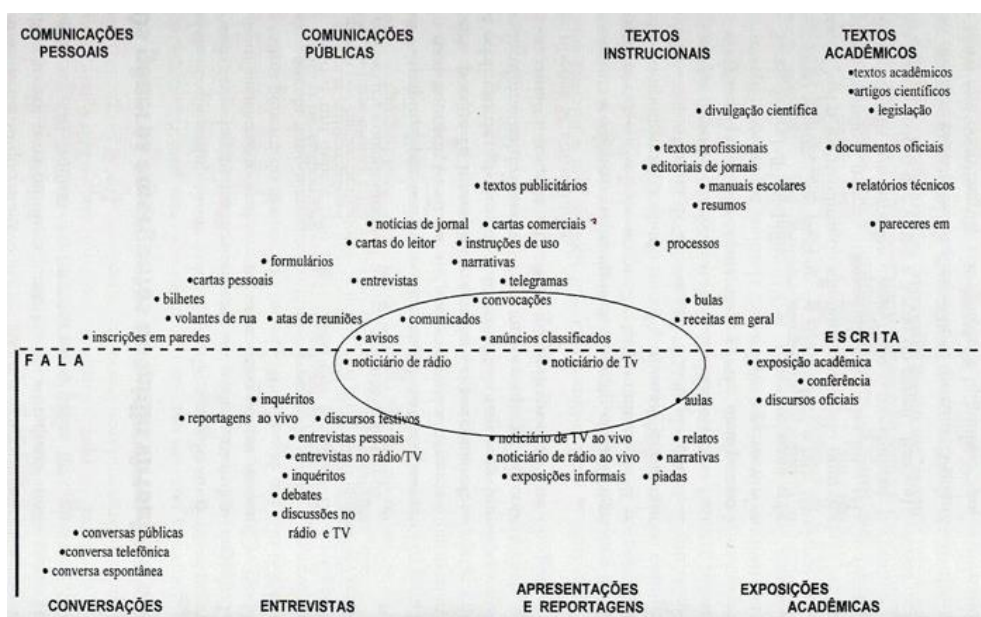 COMUNICAÇÕES PESSOAIS
COMUNICAÇÕES PÚBLICAS
TEXTOS INSTRUCIONAIS
TEXTOS ACADÊMICOS
•textos acadêmicos
•artigos científicos
• divulgação científica
• legislação
• textos profissionais
• documentos oficiais
• editoriais de jornais
• textos publicitários
• manuais escolares
• relatórios técnicos
• resumos
• notícias de jornal
• cartas comerciais
• pareceres em
• cartas do leitor
• instruções de uso
• processos
• formulários
• narrativas
•cartas pessoais
• entrevistas
• telegramas
• bilhetes
• convocações
• bulas
• volantes de rua
• atas de reuniões
• comunicados
• receitas em geral
• inscrições em paredes
• avisos
• anúncios classificados
ESCRITA
FALA
• noticiário de rádio
• noticiário de Tv
• exposição acadêmica
• conferência
• inquéritos
• aulas
• discursos oficiais
• reportagens ao vivo
• discursos festivos
• entrevistas pessoais
• noticiário de TV ao vivo
• relatos
• entrevistas no rádio/TV
• noticiário de rádio ao vivo
• narrativas
• inquéritos
• exposições informais
• piadas
• debates
• discussões no
rádio e TV
• conversas públicas
•conversa telefônica
• conversa espontânea
CONVERSAÇÕES
ENTREVISTAS
APRESENTAÇÕES
E REPORTAGENS
EXPOSIÇÕES
ACADÊMICAS